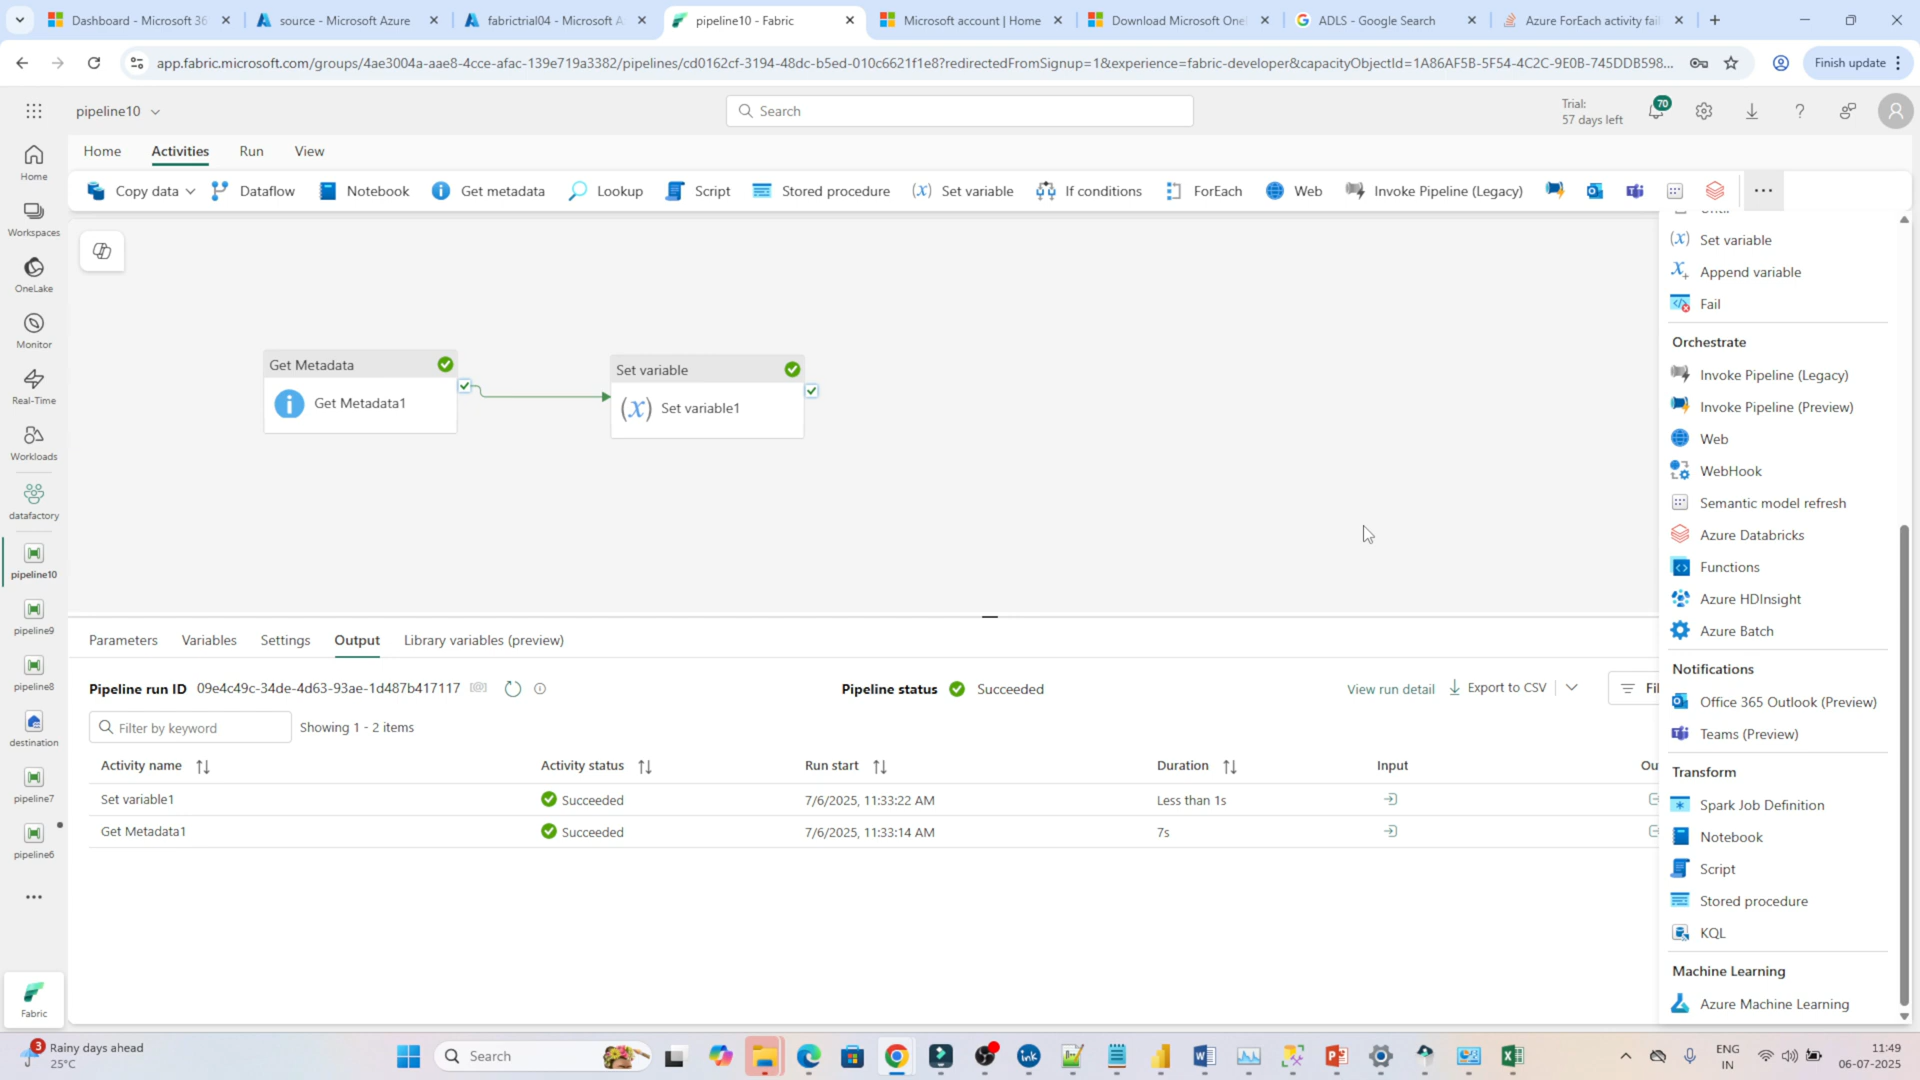 Dashboard - Microsoft 36
source - Microsoft Azure
fabrictrial04 - Microsoft A
pipeline10 - Fabric
Microsoft account | Home
Download Microsoft One
ADLS - Google Search
Azure ForEach activity fai
app.fabric.microsoft.com/groups/4ae3004a-aae8-4cce-afac-139e719a3382/pipelines/cd0162cf-3194-48dc-b5ed-010c6621f1e8?redirectedFromSignup=1&experience=fabric-developer&capacityObjectId=1A86AF5B-5F54-4C2C-9E0B-745DDB598...
Finish update
pipeline10
Search
Trial:
57 days left
70
Home
Activities
Run
View
Copy data
Dataflow
Notebook
Get metadata
Lookup
Script
Stored procedure
(x) Set variable
If conditions
ForEach
Web
Invoke Pipeline (Legacy)
Home
Workspaces
OneLake
Monitor
Real-Time
Workloads
datafactory
pipeline10
pipeline9
pipeline8
destination
pipeline7
pipeline6
Fabric
Get Metadata
Get Metadata1
Set variable
(x) Set variable1
Until
(x) Set variable
Append variable
Fail
Orchestrate
Invoke Pipeline (Legacy)
Invoke Pipeline (Preview)
Web
WebHook
Semantic model refresh
Azure Databricks
Functions
Azure HDInsight
Azure Batch
Notifications
Office 365 Outlook (Preview)
Teams (Preview)
Transform
Spark Job Definition
Notebook
Script
Stored procedure
KQL
Machine Learning
Azure Machine Learning
Parameters
Variables
Settings
Output
Library variables (preview)
Pipeline run ID 09e4c49c-34de-4d63-93ae-1d487b417117
Pipeline status Succeeded
View run detail
Export to CSV
Fil
Filter by keyword
Showing 1 - 2 items
Activity name
Activity status
Run start
Duration
Input
Ou
Set variable1
Succeeded
7/6/2025, 11:33:22 AM
Less than 1s
Get Metadata1
Succeeded
7/6/2025, 11:33:14 AM
7s
3
Rainy days ahead
25°C
Search
ink
ENG
IN
11:49
06-07-2025